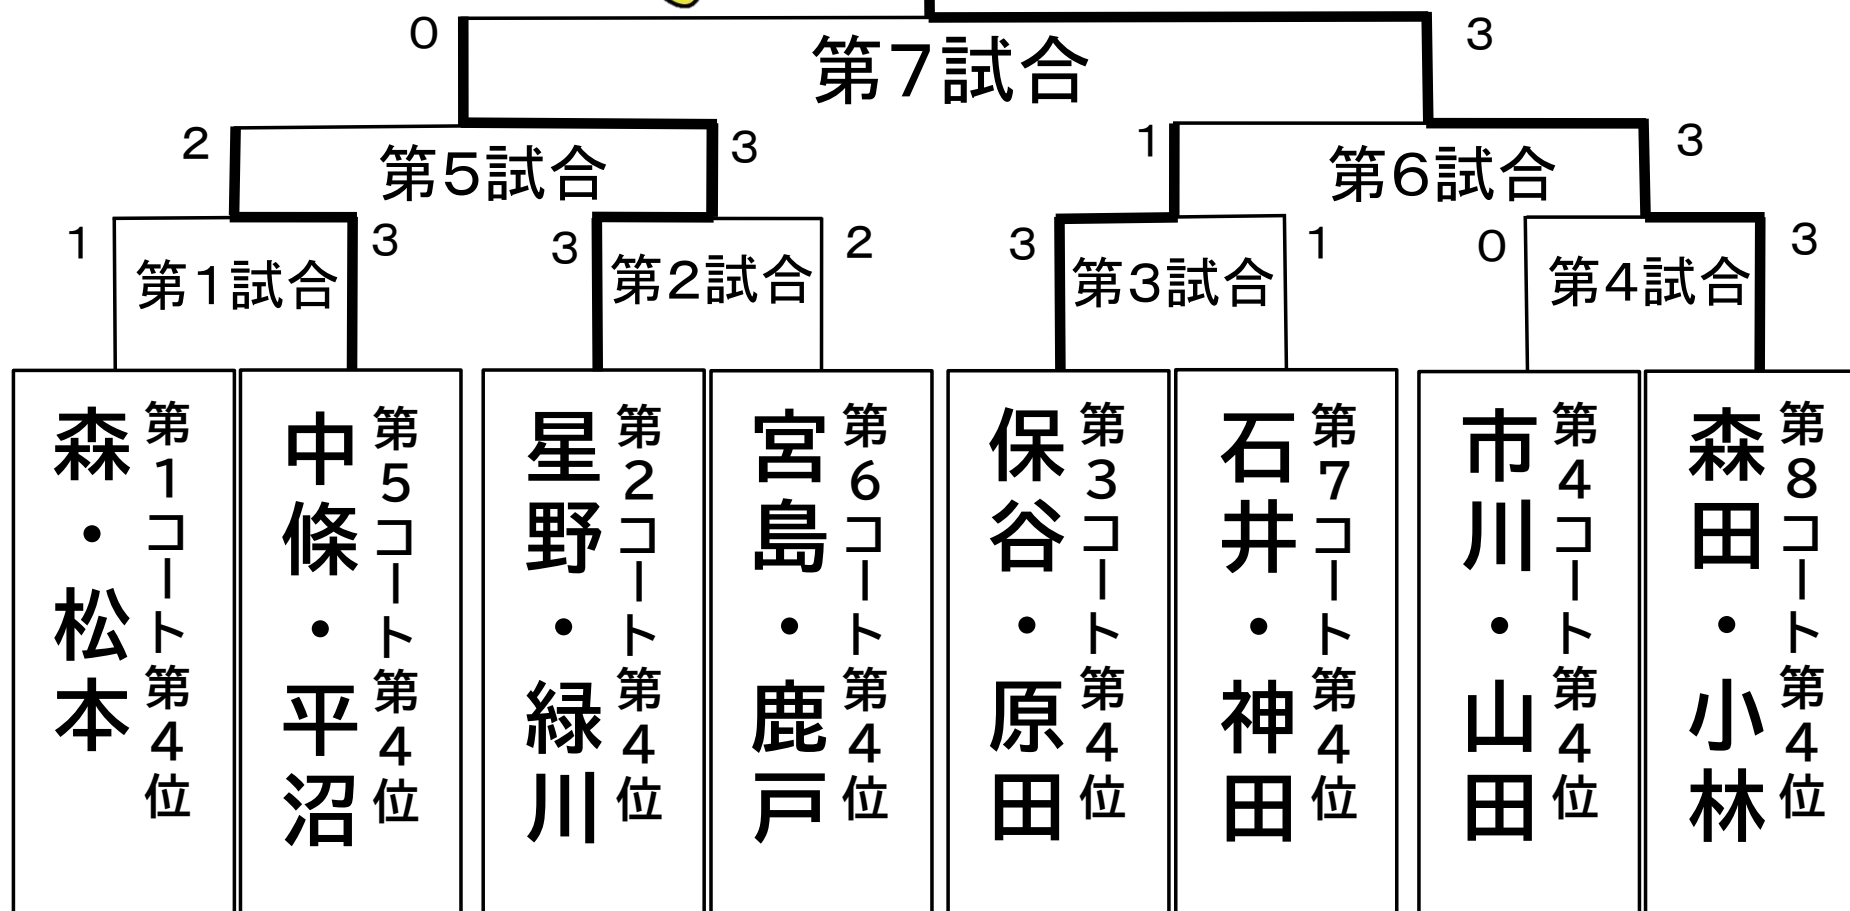 0
第7試合
3
2
第5試合
3
1
第6試合
3
1
第1試合
3
3
第2試合
2
3
第3試合
1
0
第4試合
3
第1コート第4位
森・松本
第5コート第4位
中條・平沼
第2コート第4位
星野・緑川
第6コート第4位
宮島・鹿戸
第3コート第4位
保谷・原田
第7コート第4位
石井・神田
第4コート第4位
市川・山田
第8コート第4位
森田・小林